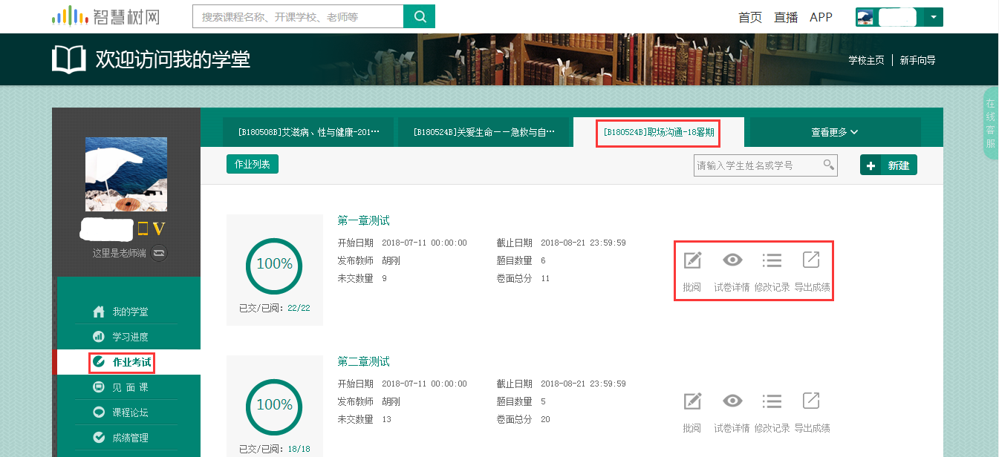 智慧树网
搜索课程名称、开课学校、老师等
首页 直播 APP
欢迎访问我的学堂
学校主页 新手向导
在线客服
[B180508B]艾滋病、性与健康-201… [B180524B]关爱生命——急救与自… [B180524B]职场沟通-18暑期 查看更多
作业列表 请输入学生姓名或学号 新建
V
这里是老师端
我的学堂
学习进度
作业考试
见面课
课程论坛
成绩管理
第一章测试
100%
已交/已阅：22/22
开始日期 2018-07-11 00:00:00 截止日期 2018-08-21 23:59:59
发布教师 胡刚 题目数量 6
未交数量 9 卷面总分 11
批阅 试卷详情 修改记录 导出成绩
第二章测试
100%
已交/已阅：18/18
开始日期 2018-07-11 00:00:00 截止日期 2018-08-21 23:59:59
发布教师 胡刚 题目数量 5
未交数量 13 卷面总分 20
批阅 试卷详情 修改记录 导出成绩